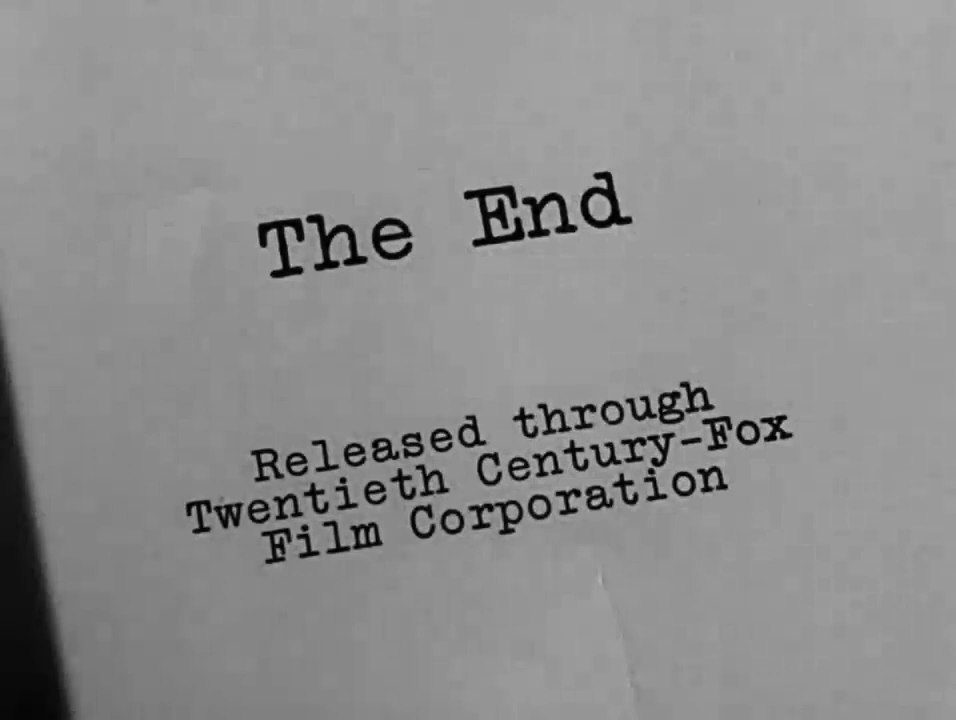 The End
Released through
Twentieth Century-Fox
Film Corporation